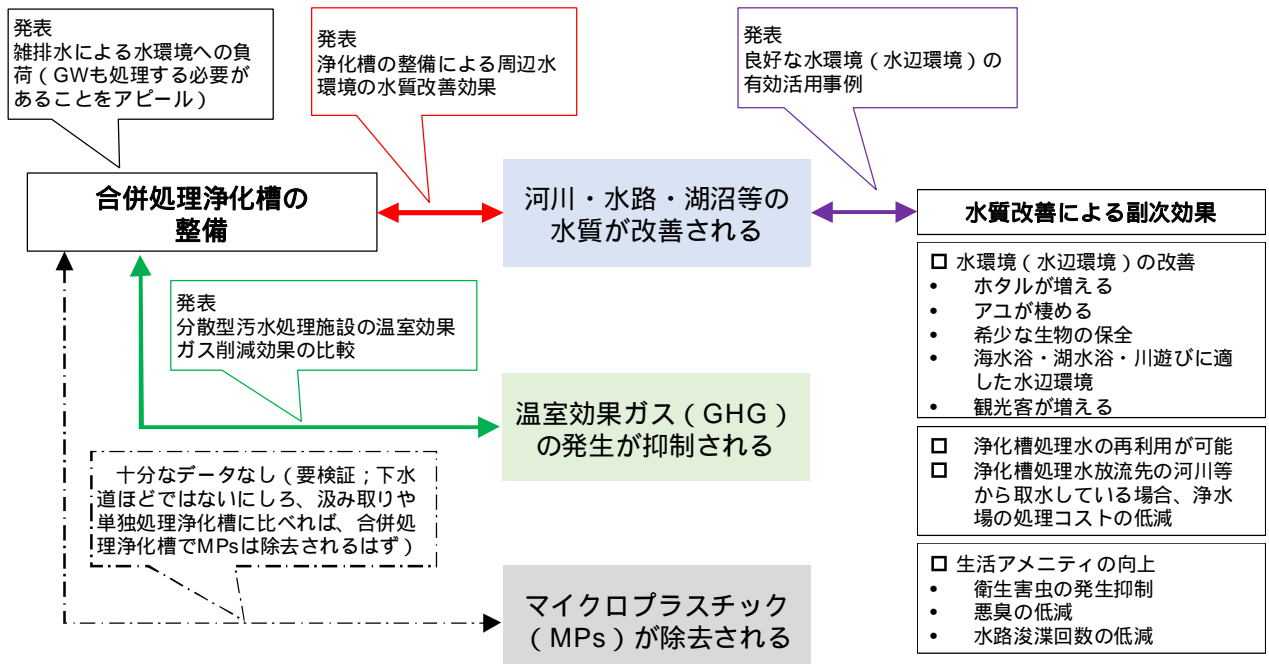 発表
雑排水による水環境への負
荷（GWも処理する必要が
あることをアピール）
発表
浄化槽の整備による周辺水
環境の水質改善効果
発表
良好な水環境（水辺環境）の
有効活用事例
合併処理浄化槽の
整備
河川・水路・湖沼等の
水質が改善される
水質改善による副次効果
発表
分散型汚水処理施設の温室効果
ガス削減効果の比較
温室効果ガス（GHG）
の発生が抑制される
十分なデータなし（要検証；下水
道ほどではないにしろ、汲み取りや
単独処理浄化槽に比べれば、合併処
理浄化槽でMPsは除去されるはず）
マイクロプラスチック
（MPs）が除去される
□ 水環境（水辺環境）の改善
• ホタルが増える
• アユが棲める
• 希少な生物の保全
• 海水浴・湖水浴・川遊びに適
した水辺環境
• 観光客が増える
□ 浄化槽処理水の再利用が可能
□ 浄化槽処理水放流先の河川等
から取水している場合、浄水
場の処理コストの低減
□ 生活アメニティの向上
• 衛生害虫の発生抑制
• 悪臭の低減
• 水路浚渫回数の低減